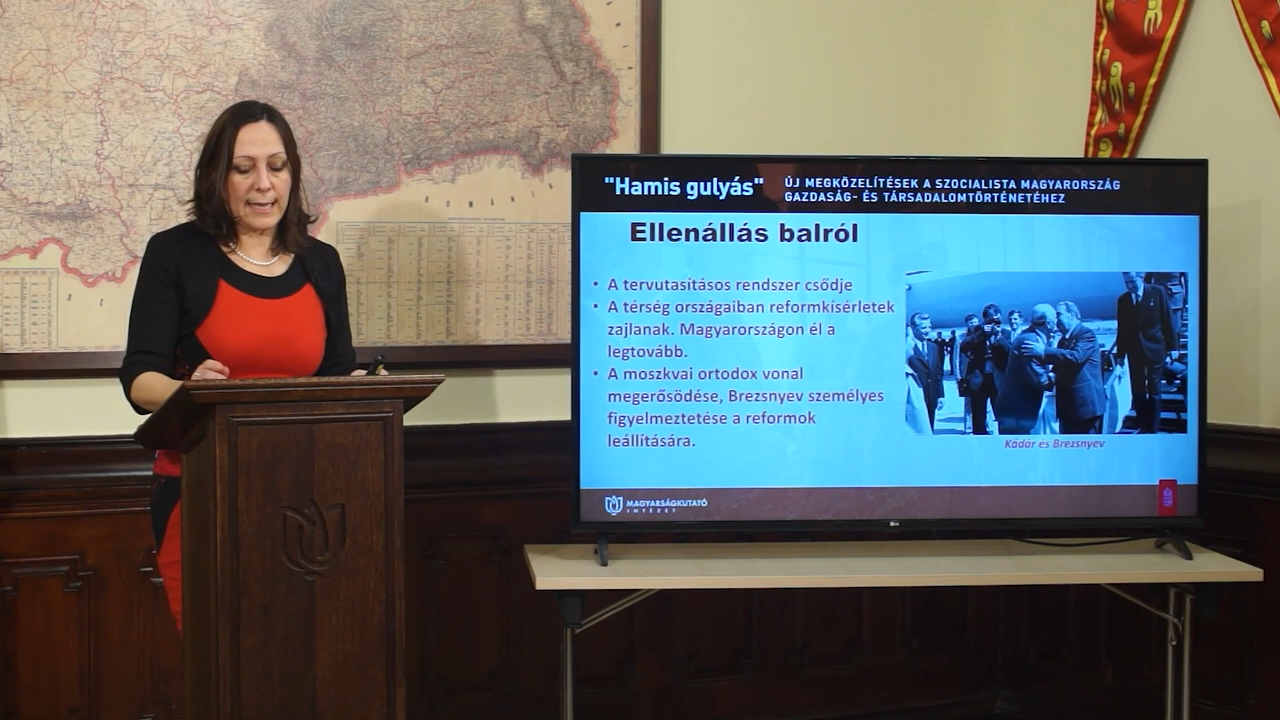 "Hamis gulyás"
ÚJ MEGKÖZELÍTÉSEK A SZOCIALISTA MAGYARORSZÁG
GAZDASÁG- ÉS TÁRSADALOMTÖRTÉNETÉHEZ
Ellenállás balról
• A tervutasításos rendszer csődje
• A térség országaiban reformkísérletek
zajlanak. Magyarországon él a
legtovább.
• A moszkvai ortodox vonal
megerősödése, Brezsnyev személyes
figyelmeztetése a reformok
leállítására.
Kádár és Brezsnyev
MAGYARSÁGKUTATÓ
INTÉZET
LG